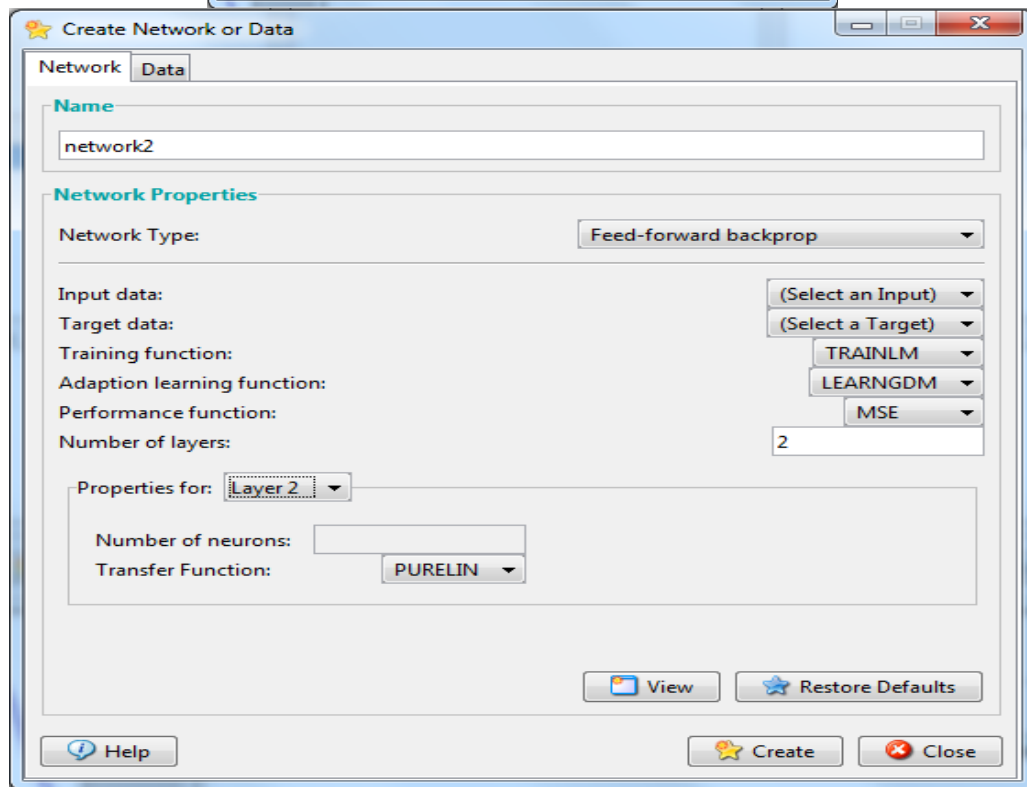 Create Network or Data
Network Data
Name
network2
Network Properties
Network Type: Feed-forward backprop
Input data: (Select an Input)
Target data: (Select a Target)
Training function: TRAINLM
Adaption learning function: LEARNGDM
Performance function: MSE
Number of layers: 2
Properties for: Layer 2
Number of neurons:
Transfer Function: PURELIN
View Restore Defaults
Help Create Close